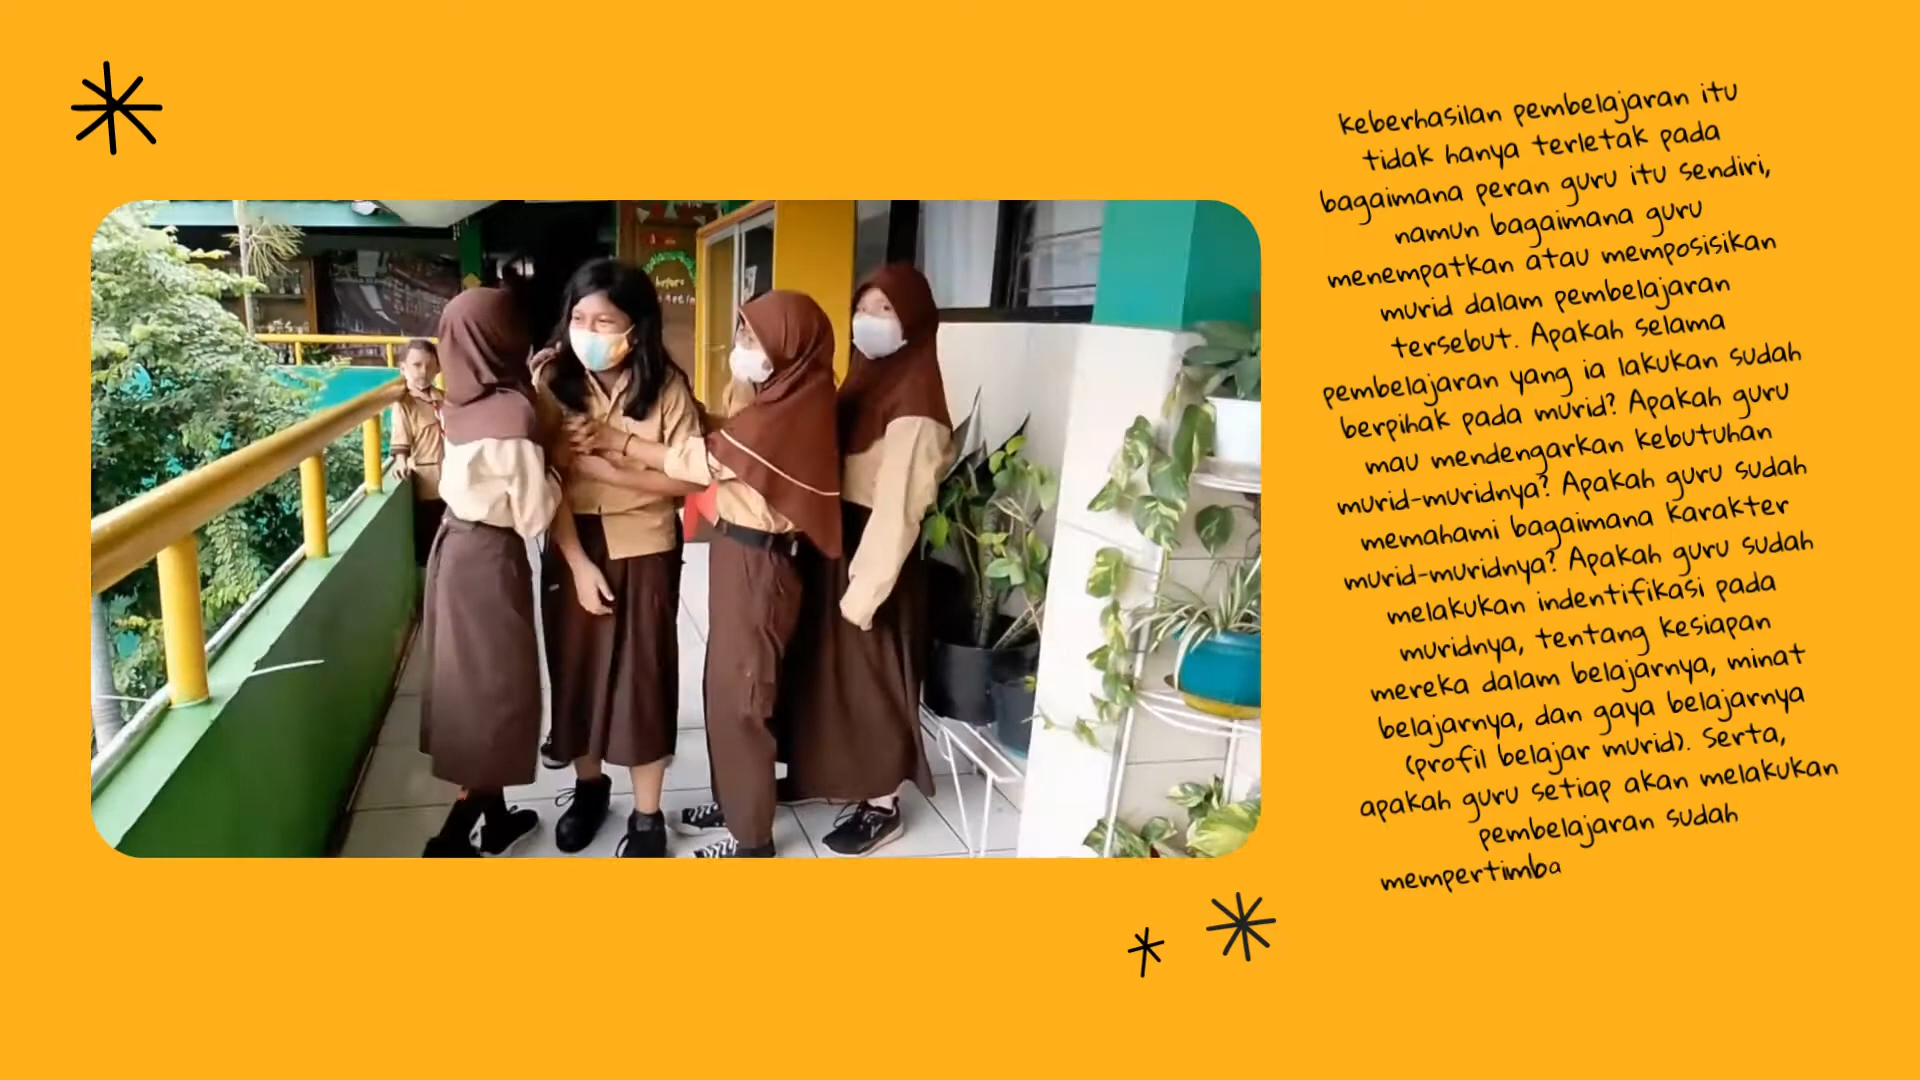 keberhasilan pembelajaran itu
tidak hanya terletak pada
bagaimana peran guru itu sendiri,
namun bagaimana guru
menempatkan atau memposisikan
murid dalam pembelajaran
tersebut. Apakah selama
pembelajaran yang ia lakukan sudah
berpihak pada murid? Apakah guru
mau mendengarkan kebutuhan
murid-muridnya? Apakah guru sudah
memahami bagaimana karakter
murid-muridnya? Apakah guru sudah
melakukan indentifikasi pada
muridnya, tentang kesiapan
mereka dalam belajarnya, minat
belajarnya, dan gaya belajarnya
(profil belajar murid). Serta,
apakah guru setiap akan melakukan
pembelajaran sudah
mempertimba